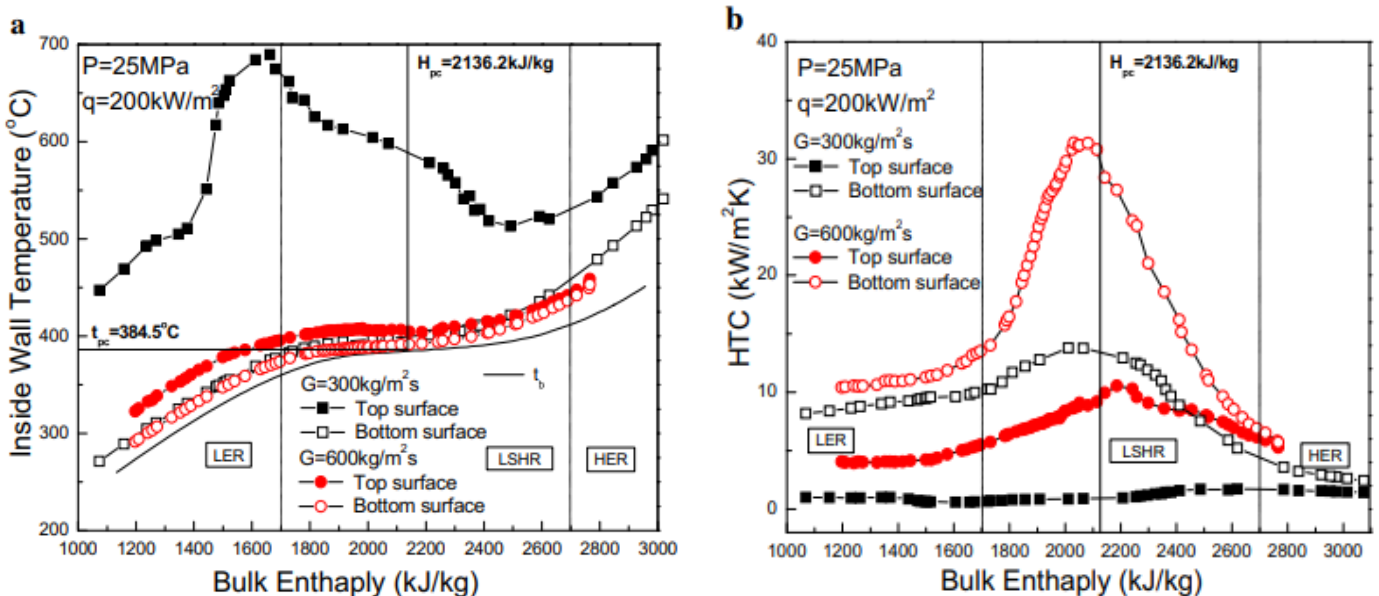 a
700
600
500
400
300
200
Inside Wall Temperature (°C)
P=25MPa
q=200kW/m²
H_pc=2136.2kJ/kg
t_pc=384.5°C
G=300kg/m²s
Top surface
Bottom surface
G=600kg/m²s
Top surface
Bottom surface
t_b
LER
LSHR
HER
1000 1200 1400 1600 1800 2000 2200 2400 2600 2800 3000
Bulk Enthaply (kJ/kg)
b
40
30
20
10
0
HTC (kW/m²K)
P=25MPa
q=200kW/m²
H_pc=2136.2kJ/kg
G=300kg/m²s
Top surface
Bottom surface
G=600kg/m²s
Top surface
Bottom surface
LER
LSHR
HER
1000 1200 1400 1600 1800 2000 2200 2400 2600 2800 3000
Bulk Enthaply (kJ/kg)